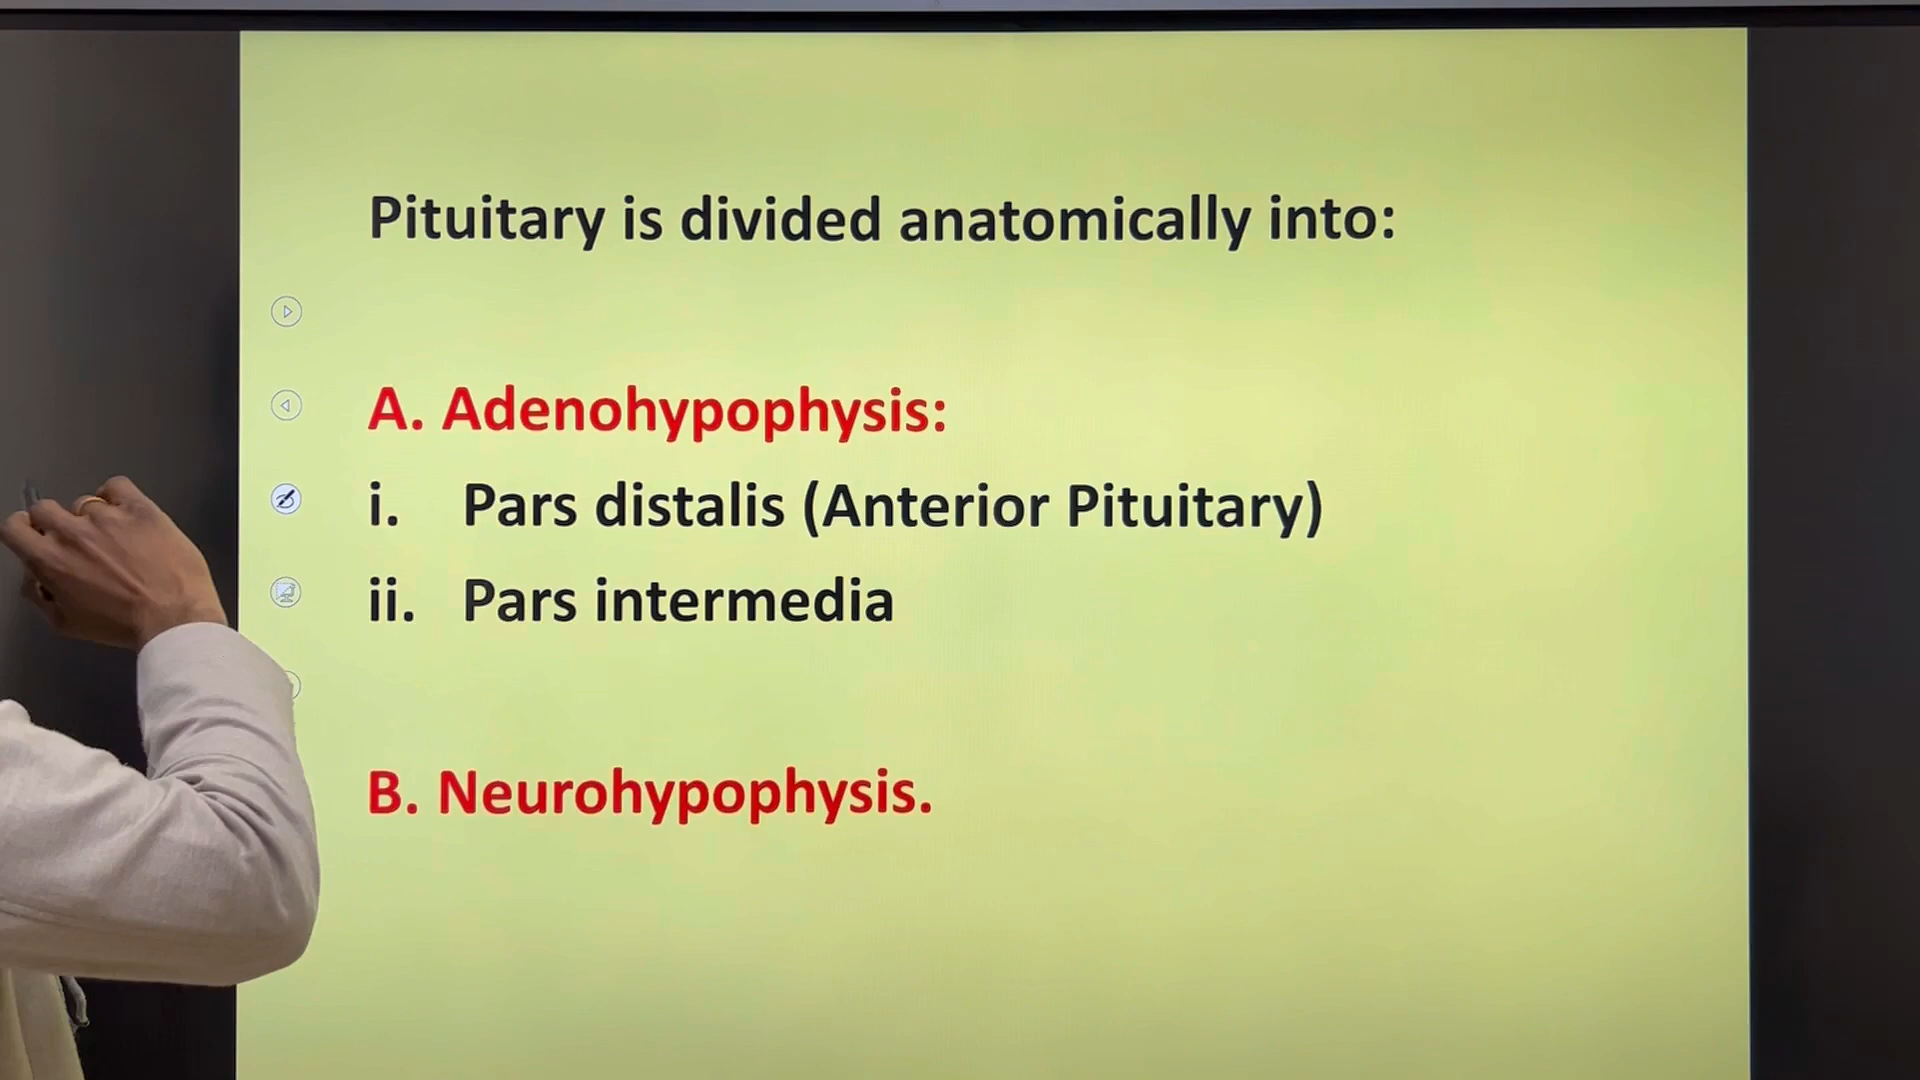 Pituitary is divided anatomically into:
A. Adenohypophysis:
i. Pars distalis (Anterior Pituitary)
ii. Pars intermedia
B. Neurohypophysis.